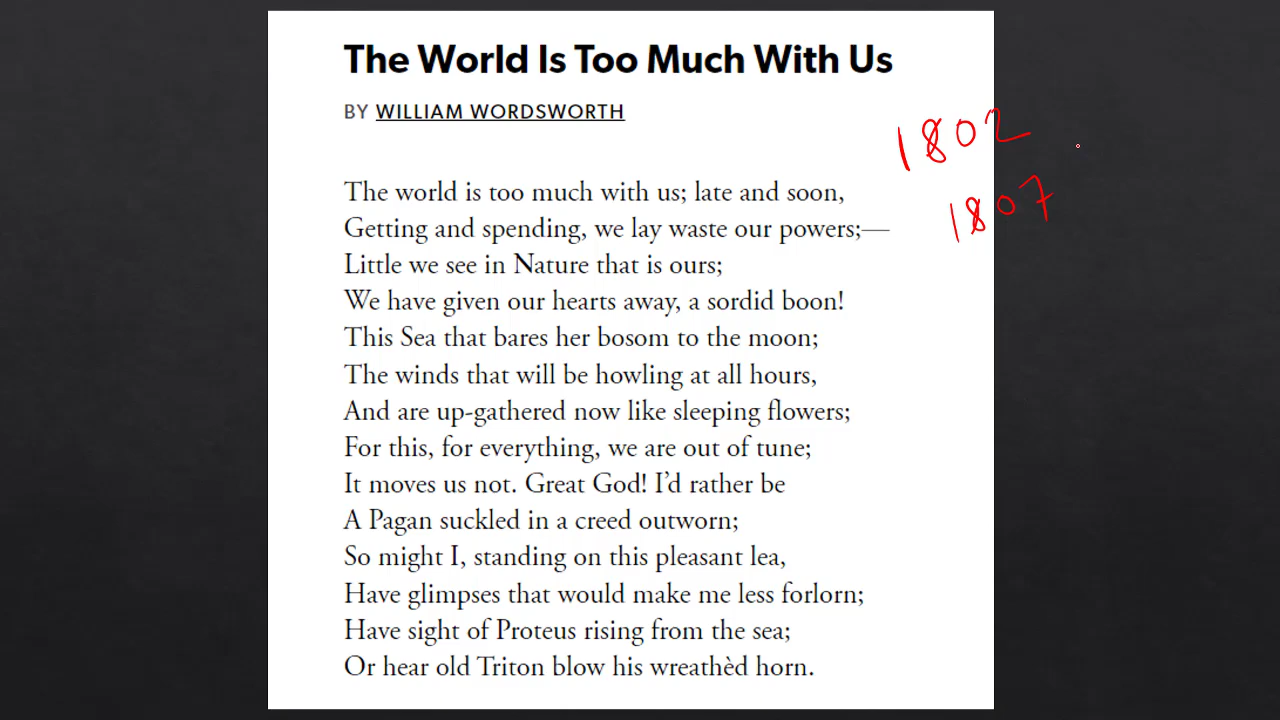 The World Is Too Much With Us
BY WILLIAM WORDSWORTH
1802
1807
The world is too much with us; late and soon,
Getting and spending, we lay waste our powers;—
Little we see in Nature that is ours;
We have given our hearts away, a sordid boon!
This Sea that bares her bosom to the moon;
The winds that will be howling at all hours,
And are up-gathered now like sleeping flowers;
For this, for everything, we are out of tune;
It moves us not. Great God! I’d rather be
A Pagan suckled in a creed outworn;
So might I, standing on this pleasant lea,
Have glimpses that would make me less forlorn;
Have sight of Proteus rising from the sea;
Or hear old Triton blow his wreathèd horn.